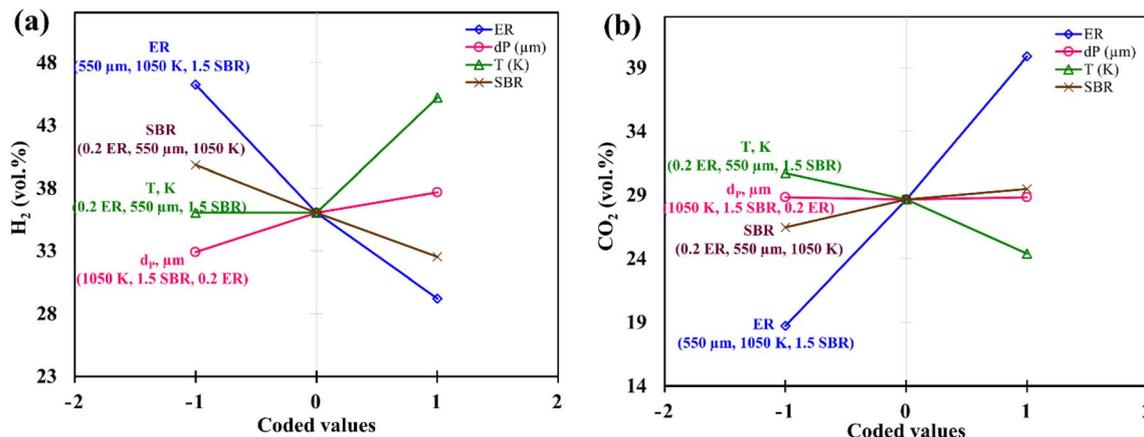 (a)
ER
dP (µm)
T (K)
SBR
48
43
38
33
28
23
H₂ (vol.%)
ER
(550 µm, 1050 K, 1.5 SBR)
SBR
(0.2 ER, 550 µm, 1050 K)
T, K
(0.2 ER, 550 µm, 1.5 SBR)
dₚ, µm
(1050 K, 1.5 SBR, 0.2 ER)
-2 -1 0 1 2
Coded values
(b)
ER
dP (µm)
T (K)
SBR
39
34
29
24
19
14
CO₂ (vol.%)
T, K
(0.2 ER, 550 µm, 1.5 SBR)
dₚ, µm
(1050 K, 1.5 SBR, 0.2 ER)
SBR
(0.2 ER, 550 µm, 1050 K)
ER
(550 µm, 1050 K, 1.5 SBR)
-2 -1 0 1
Coded values